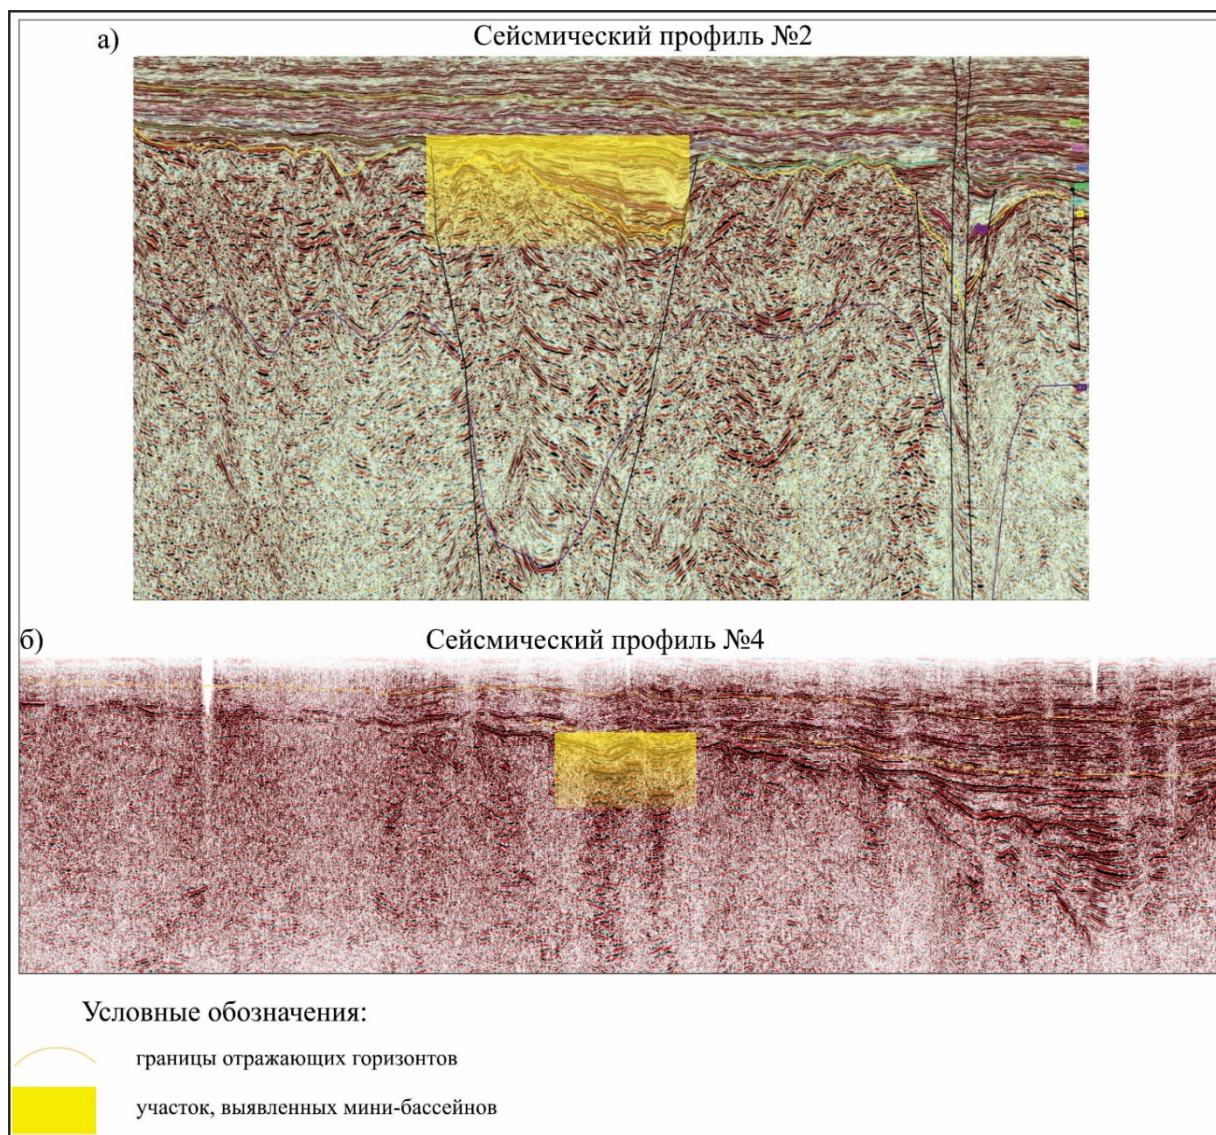 а)
Сейсмический профиль №2
б)
Сейсмический профиль №4
Условные обозначения:
границы отражающих горизонтов
участок, выявленных мини-бассейнов